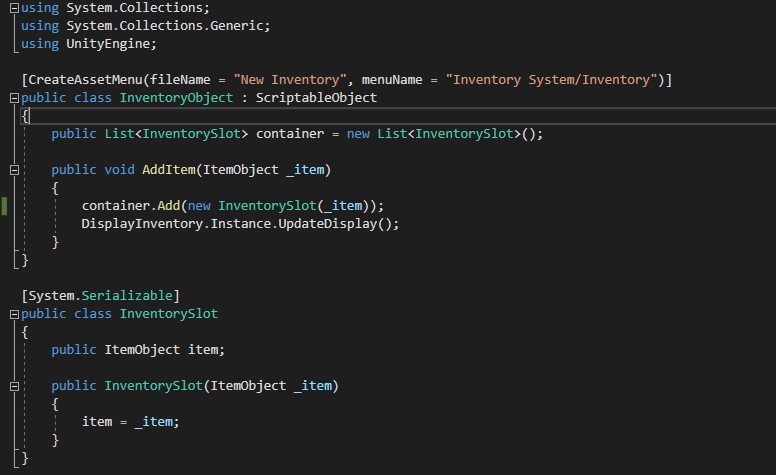 using System.Collections;
using System.Collections.Generic;
using UnityEngine;

[CreateAssetMenu(fileName = "New Inventory", menuName = "Inventory System/Inventory")]
public class InventoryObject : ScriptableObject
{
    public List<InventorySlot> container = new List<InventorySlot>();

    public void AddItem(ItemObject _item)
    {
        container.Add(new InventorySlot(_item));
        DisplayInventory.Instance.UpdateDisplay();
    }
}

[System.Serializable]
public class InventorySlot
{
    public ItemObject item;

    public InventorySlot(ItemObject _item)
    {
        item = _item;
    }
}